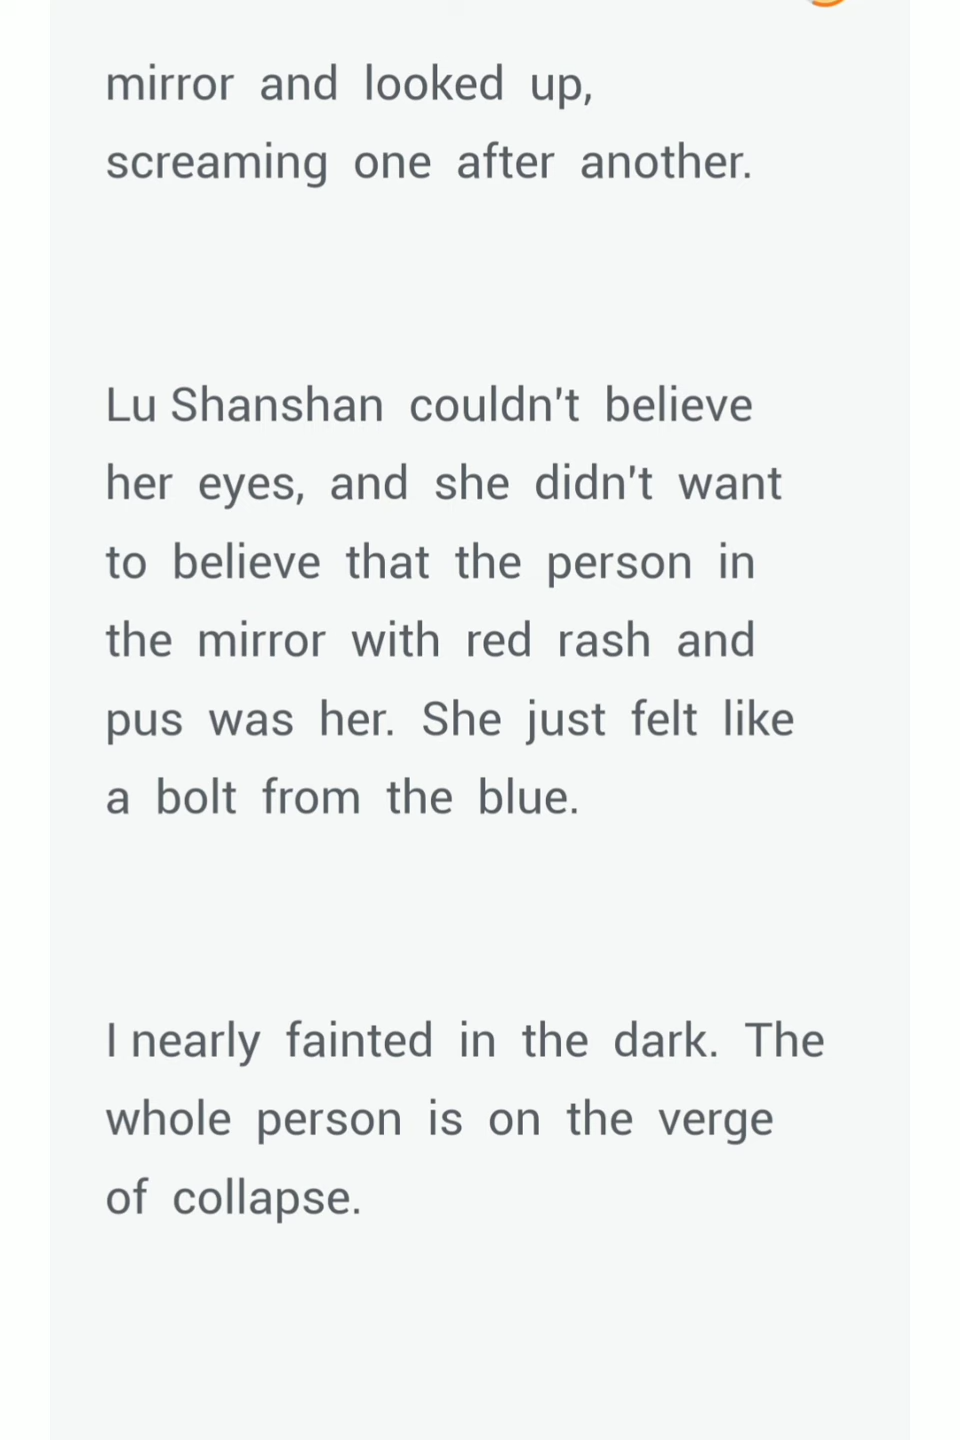 mirror and looked up,
screaming one after another.
Lu Shanshan couldn't believe
her eyes, and she didn't want
to believe that the person in
the mirror with red rash and
pus was her. She just felt like
a bolt from the blue.
I nearly fainted in the dark. The
whole person is on the verge
of collapse.